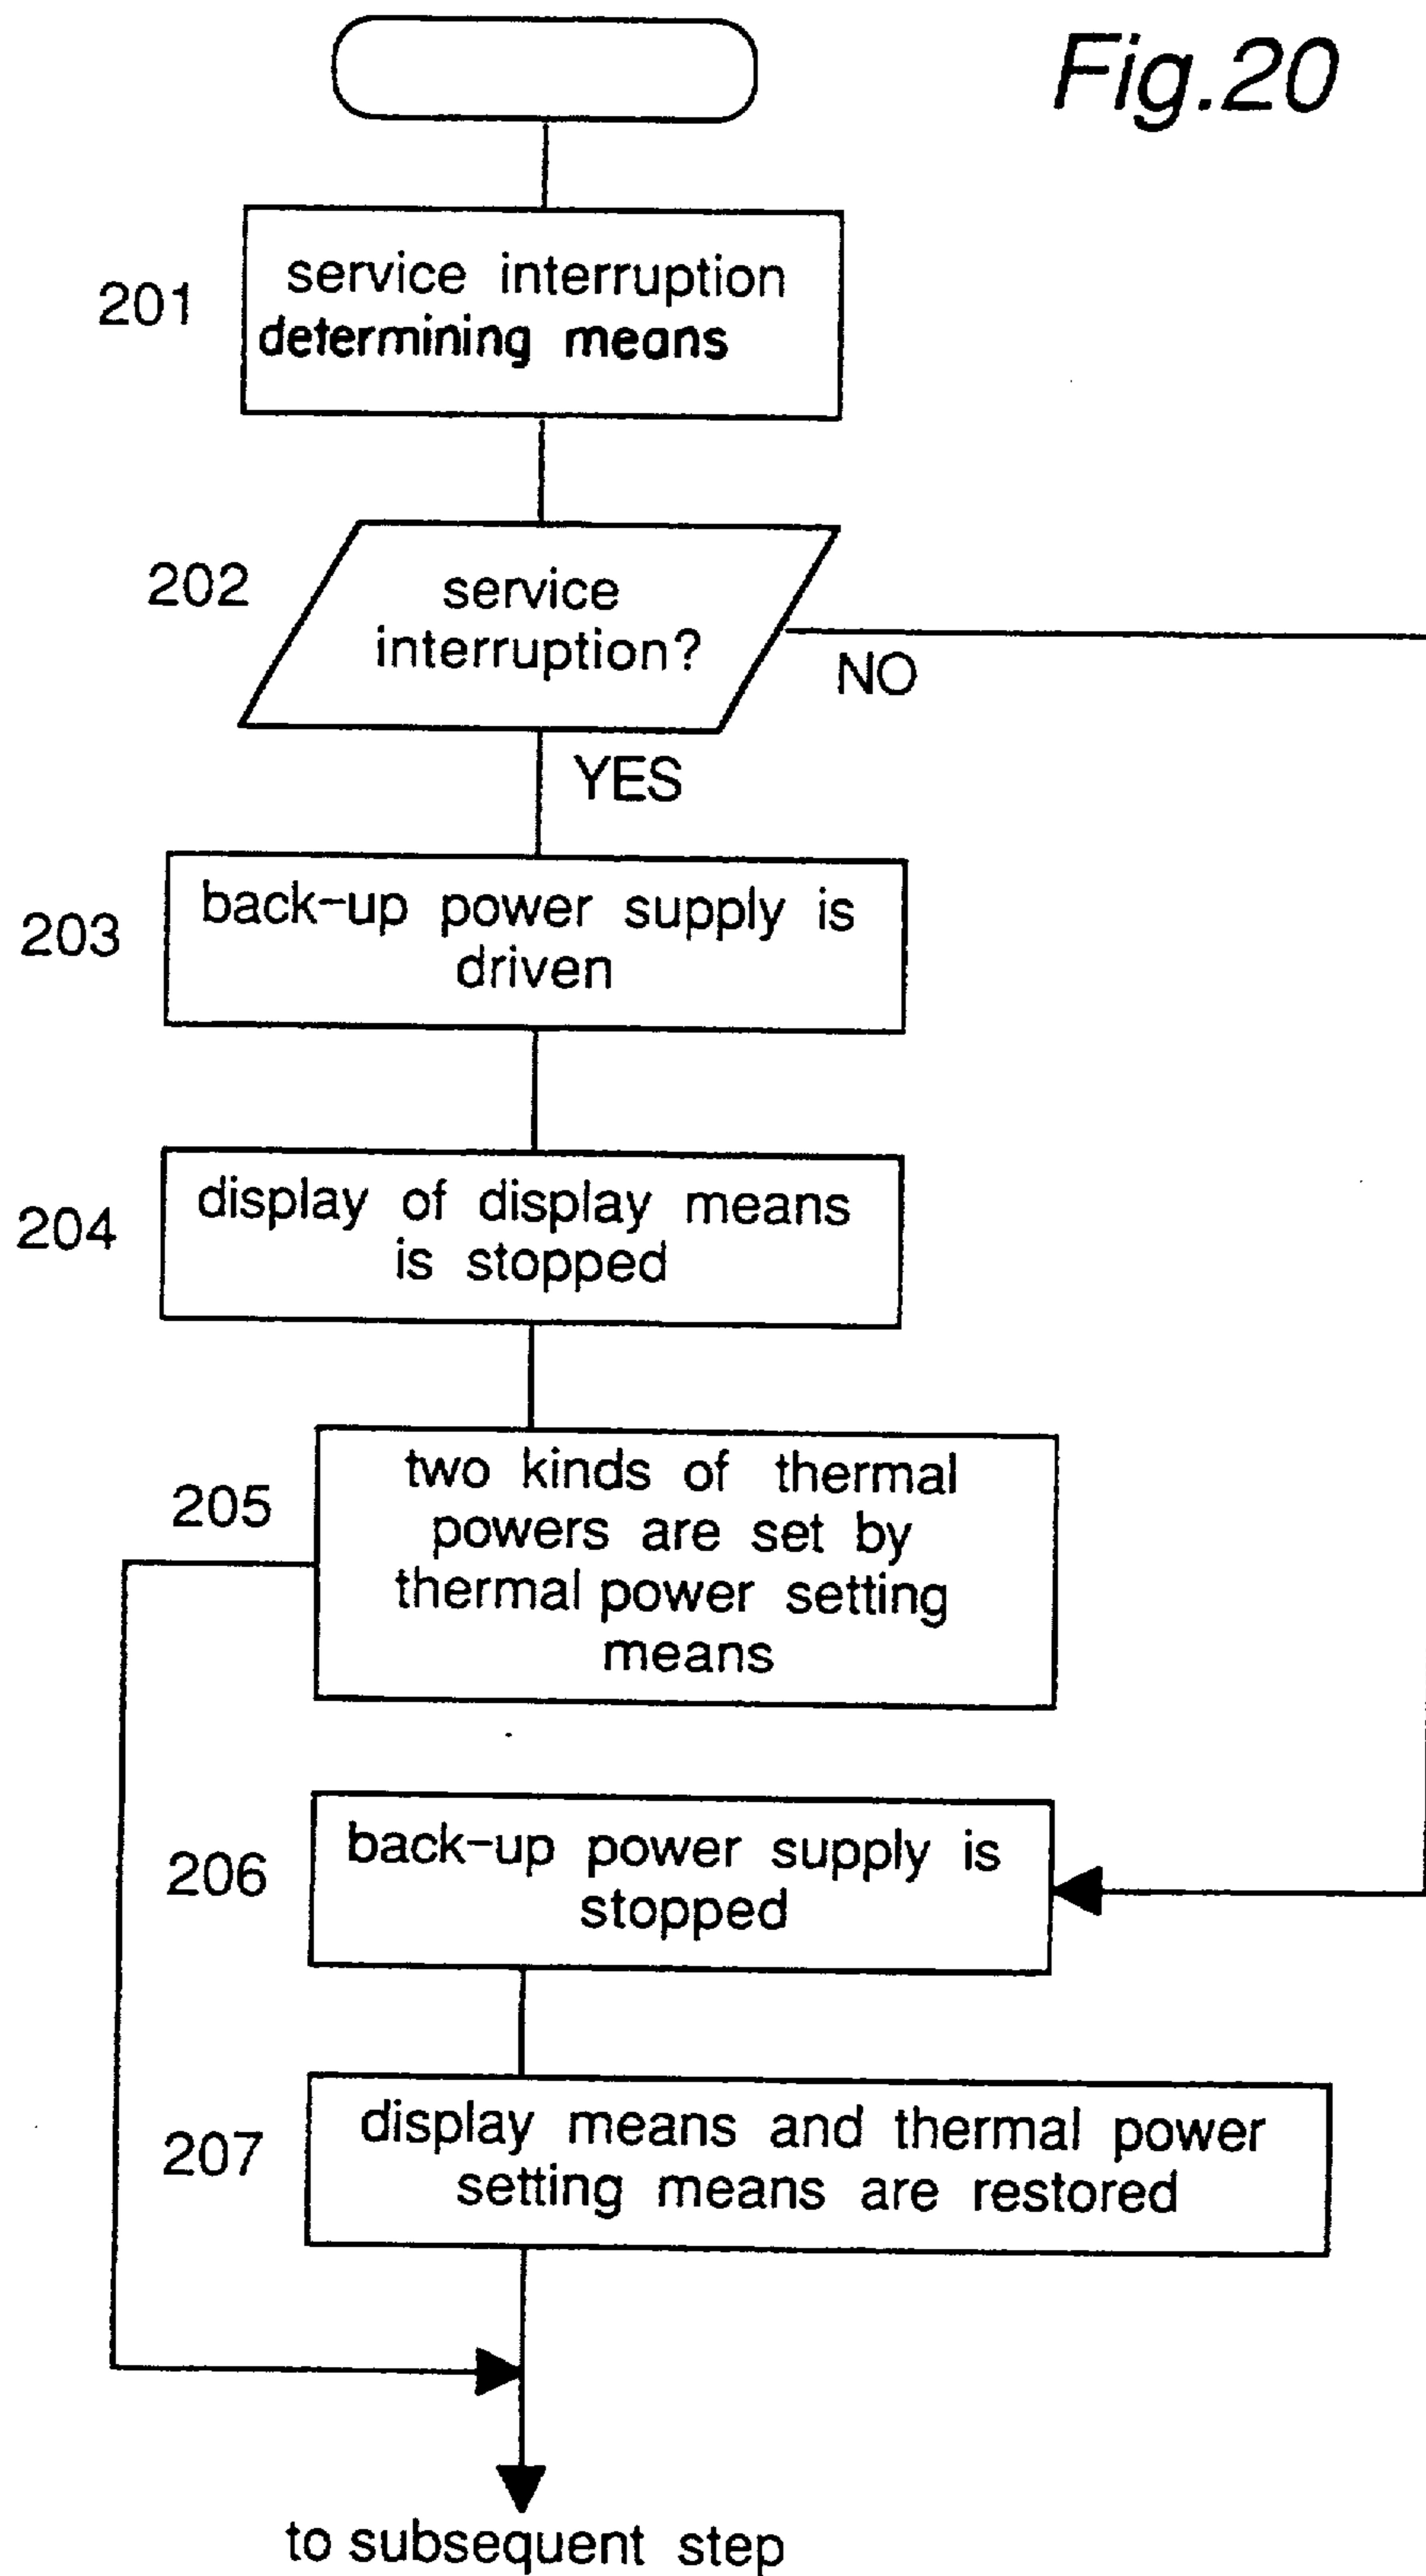 Fig.20
201
service interruption
determining means
202
service
interruption?
NO
YES
203
back-up power supply is
driven
204
display of display means
is stopped
205
two kinds of thermal
powers are set by
thermal power setting
means
206
back-up power supply is
stopped
207
display means and thermal power
setting means are restored
to subsequent step